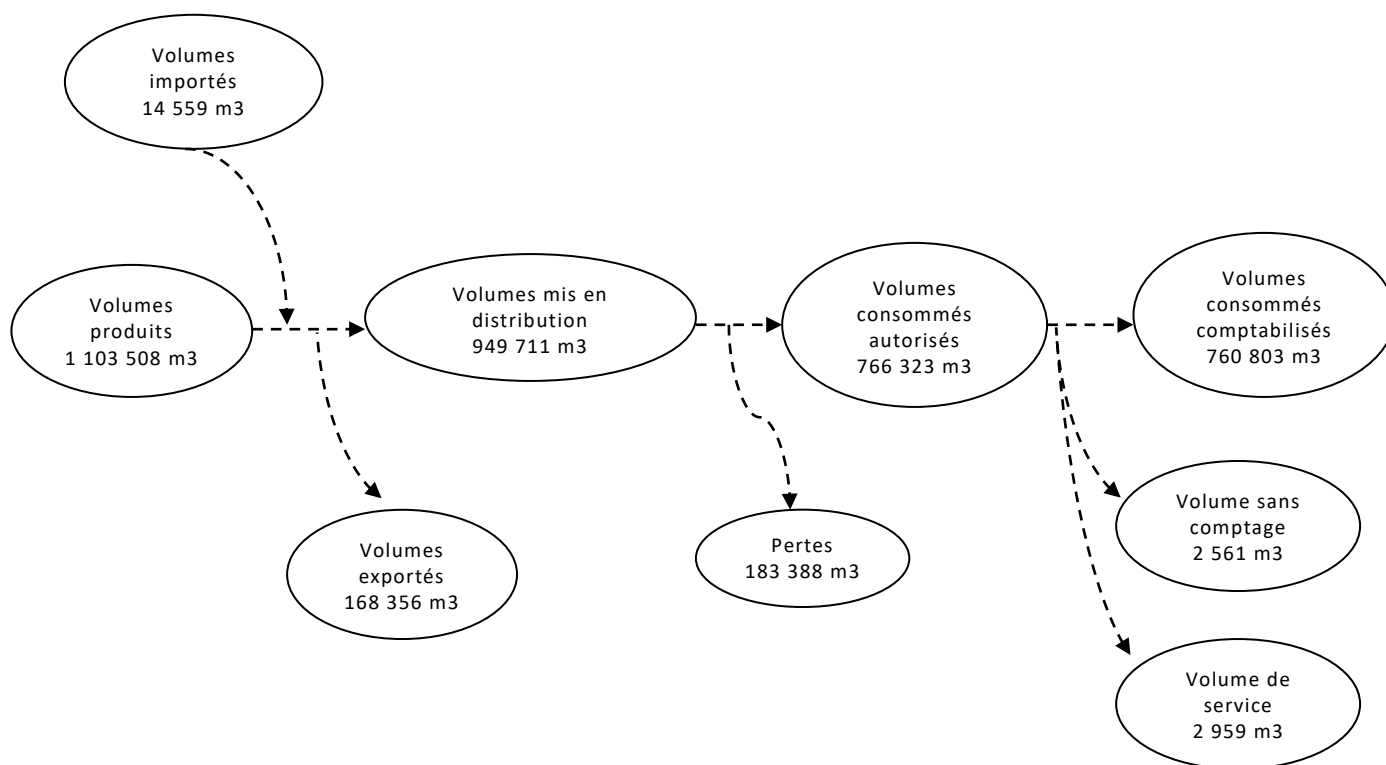 Volumes
importés
14 559 m3
Volumes
produits
1 103 508 m3
Volumes mis en
distribution
949 711 m3
Volumes
consommés
autorisés
766 323 m3
Volumes
consommés
comptabilisés
760 803 m3
Volumes
exportés
168 356 m3
Pertes
183 388 m3
Volume sans
comptage
2 561 m3
Volume de
service
2 959 m3